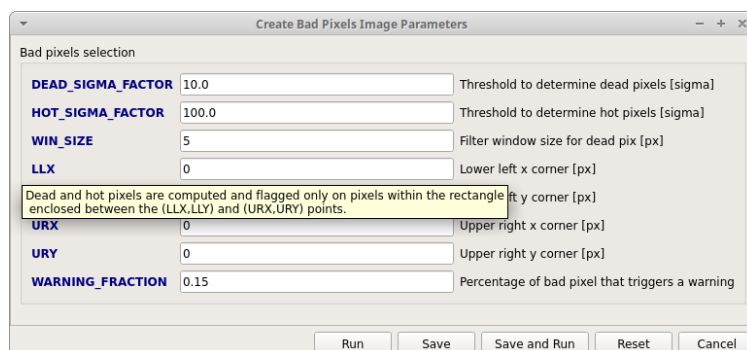 Create Bad Pixels Image Parameters
Bad pixels selection
DEAD_SIGMA_FACTOR 10.0 Threshold to determine dead pixels [sigma]
HOT_SIGMA_FACTOR 100.0 Threshold to determine hot pixels [sigma]
WIN_SIZE 5 Filter window size for dead pix [px]
LLX 0 Lower left x corner [px]
Dead and hot pixels are computed and flagged only on pixels within the rectangle
enclosed between the (LLX,LLY) and (URX,URY) points.
y corner [px]
URX 0 Upper right x corner [px]
URY 0 Upper right y corner [px]
WARNING_FRACTION 0.15 Percentage of bad pixel that triggers a warning
Run Save Save and Run Reset Cancel